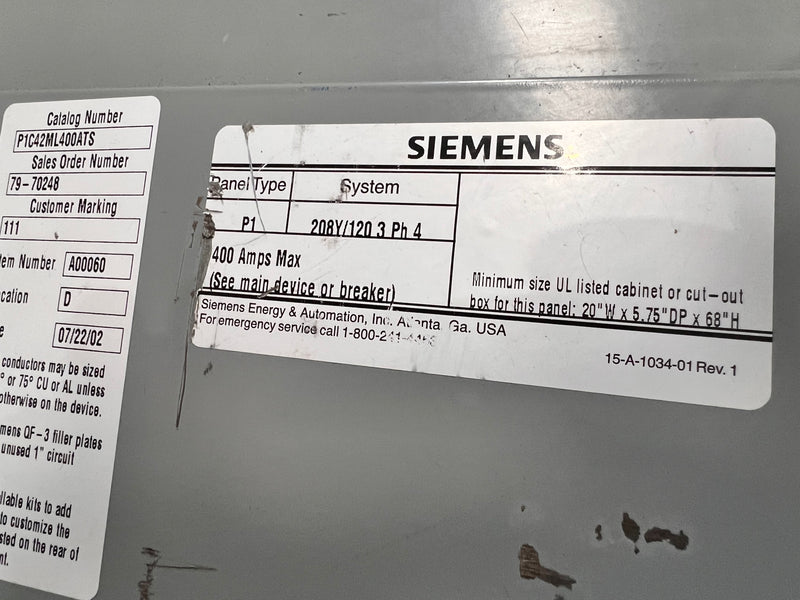 Catalog Number
P1C42ML400ATS
Sales Order Number
79-70248
Customer Marking
111
em Number A00060
cation D
e 07/22/02
conductors may be sized
° or 75° CU or AL unless
otherwise on the device.
mens QF-3 filler plates
unused 1" circuit
ilable kits to add
to customize the
sted on the rear of
nt.
SIEMENS
Panel Type System
P1 208Y/120 3 Ph 4
400 Amps Max
(See main device or breaker)
Minimum size UL listed cabinet or cut-out
box for this panel: 20"W x 5.75"DP x 68"H
Siemens Energy & Automation, Inc. Atlanta Ga. USA
For emergency service call 1-800-241-4453
15-A-1034-01 Rev. 1